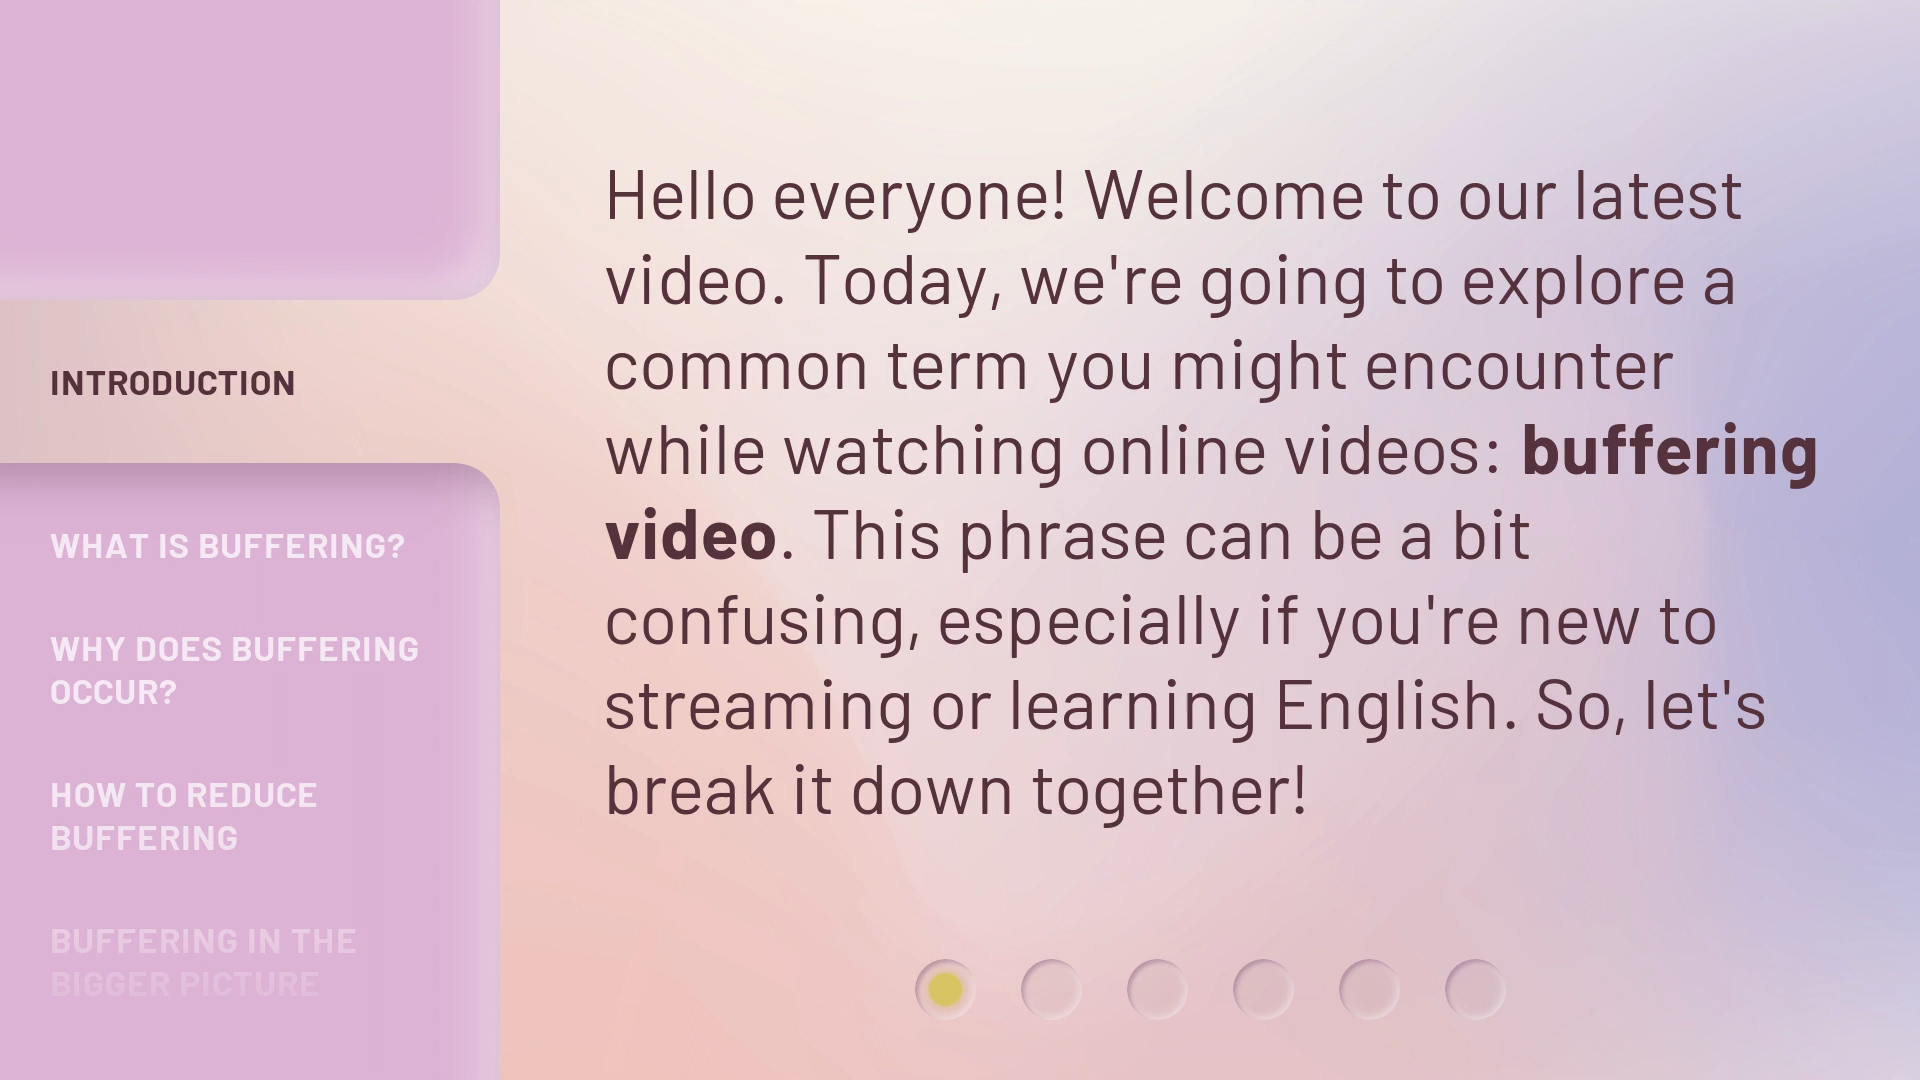 INTRODUCTION
WHAT IS BUFFERING?
WHY DOES BUFFERING
OCCUR?
HOW TO REDUCE
BUFFERING
BUFFERING IN THE
BIGGER PICTURE
Hello everyone! Welcome to our latest
video. Today, we're going to explore a
common term you might encounter
while watching online videos: buffering
video. This phrase can be a bit
confusing, especially if you're new to
streaming or learning English. So, let's
break it down together!